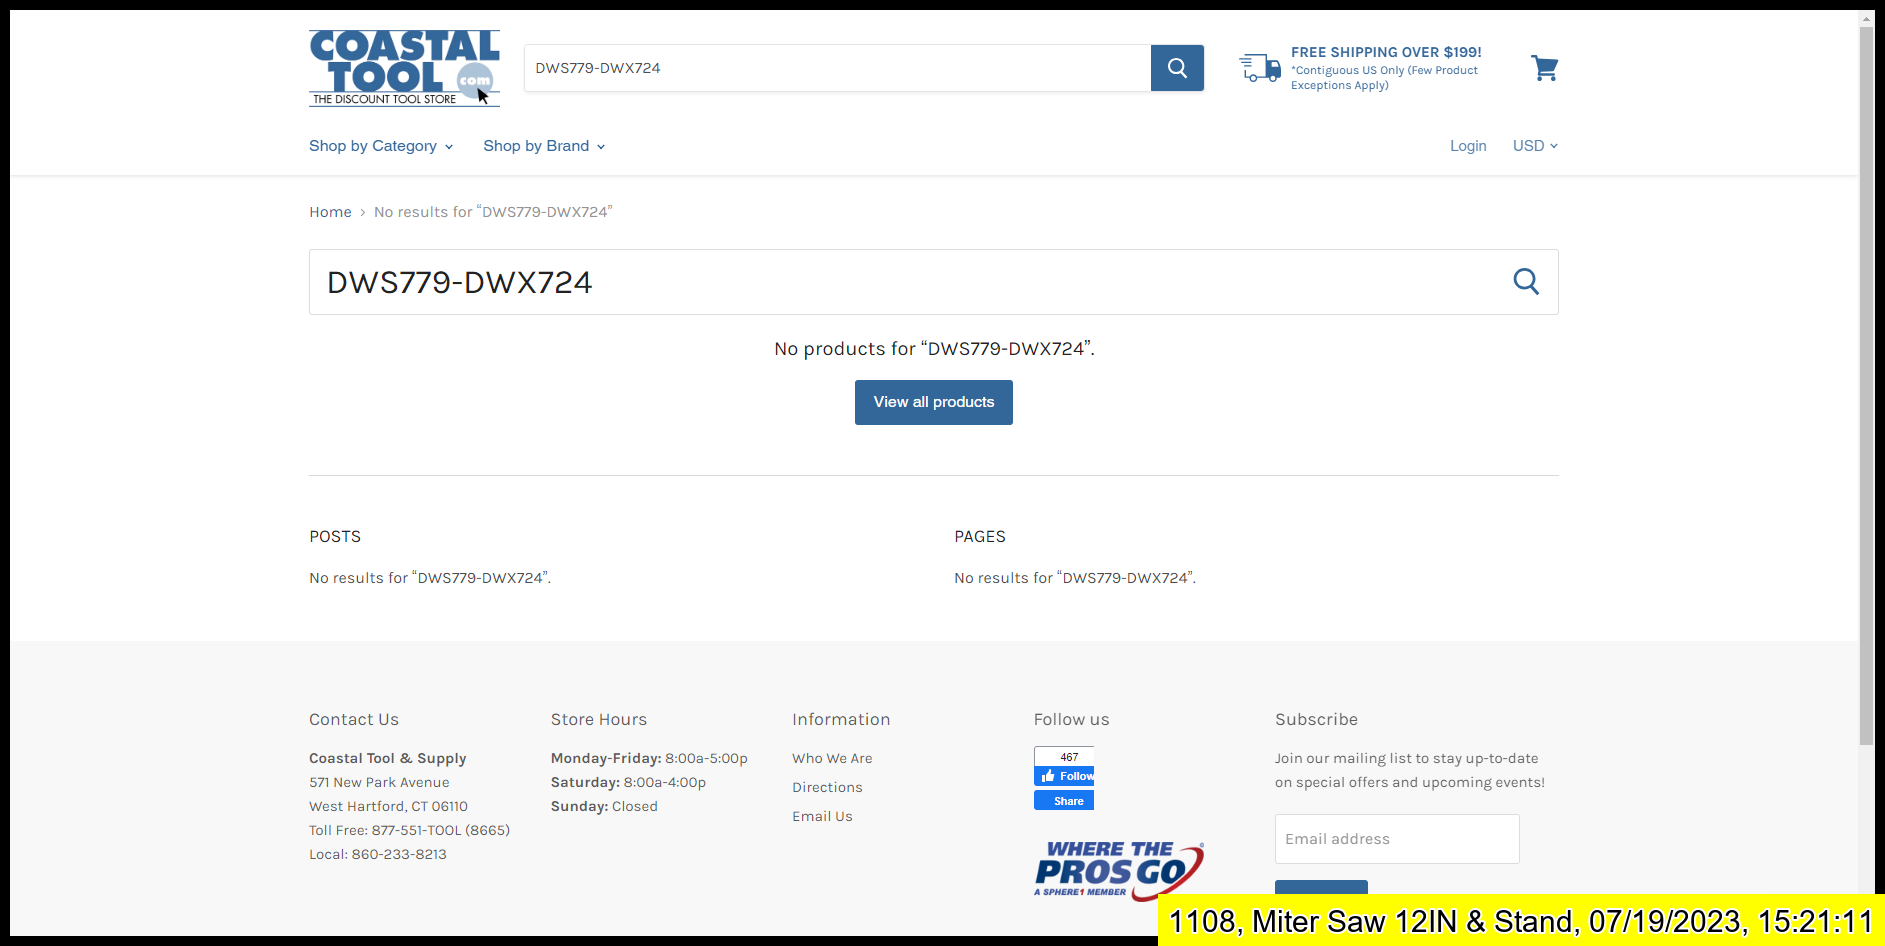 COASTAL
TOOL com
THE DISCOUNT TOOL STORE
DWS779-DWX724
FREE SHIPPING OVER $199!
*Contiguous US Only (Few Product
Exceptions Apply)
Shop by Category
Shop by Brand
Login
USD
Home › No results for “DWS779-DWX724”
DWS779-DWX724
No products for “DWS779-DWX724”.
View all products
POSTS
No results for “DWS779-DWX724”.
PAGES
No results for “DWS779-DWX724”.
Contact Us
Coastal Tool & Supply
571 New Park Avenue
West Hartford, CT 06110
Toll Free: 877-551-TOOL (8665)
Local: 860-233-8213
Store Hours
Monday-Friday: 8:00a-5:00p
Saturday: 8:00a-4:00p
Sunday: Closed
Information
Who We Are
Directions
Email Us
Follow us
467
Follow
Share
WHERE THE
PROS GO
A SPHERE1 MEMBER
Subscribe
Join our mailing list to stay up-to-date
on special offers and upcoming events!
Email address
1108, Miter Saw 12IN & Stand, 07/19/2023, 15:21:11